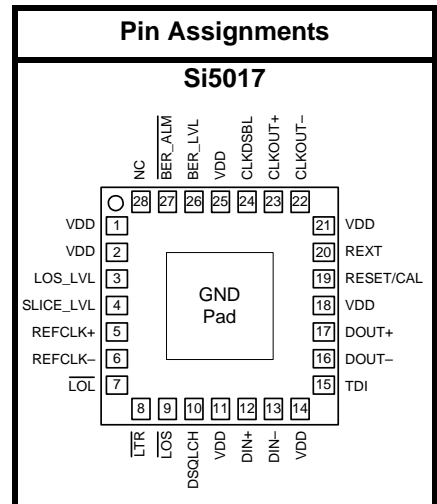 Pin Assignments
Si5017
NC
BER_ALM
BER_LVL
VDD
CLKDSBL
CLKOUT+
CLKOUT–
28 27 26 25 24 23 22
VDD 1
VDD 2
LOS_LVL 3
SLICE_LVL 4
REFCLK+ 5
REFCLK– 6
LOL 7
GND
Pad
21 VDD
20 REXT
19 RESET/CAL
18 VDD
17 DOUT+
16 DOUT–
15 TDI
8 9 10 11 12 13 14
LTR
LOS
DSQLCH
VDD
DIN+
DIN–
VDD